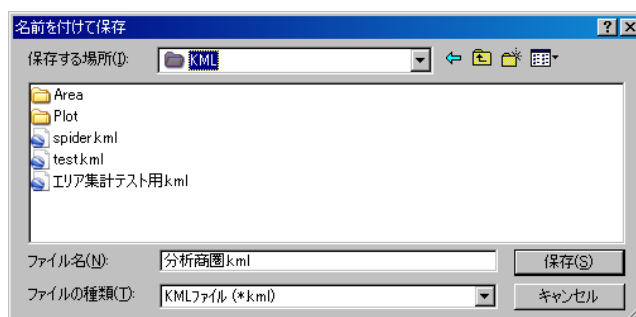 名前を付けて保存
保存する場所(I): KML
Area
Plot
spider.kml
test.kml
エリア集計テスト用.kml
ファイル名(N): 分析商圏.kml 保存(S)
ファイルの種類(T): KMLファイル (*.kml) キャンセル